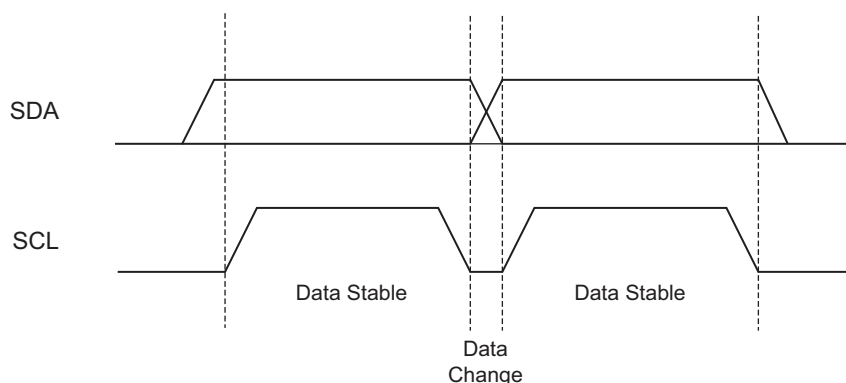 SDA
SCL
Data Stable
Data Stable
Data
Change